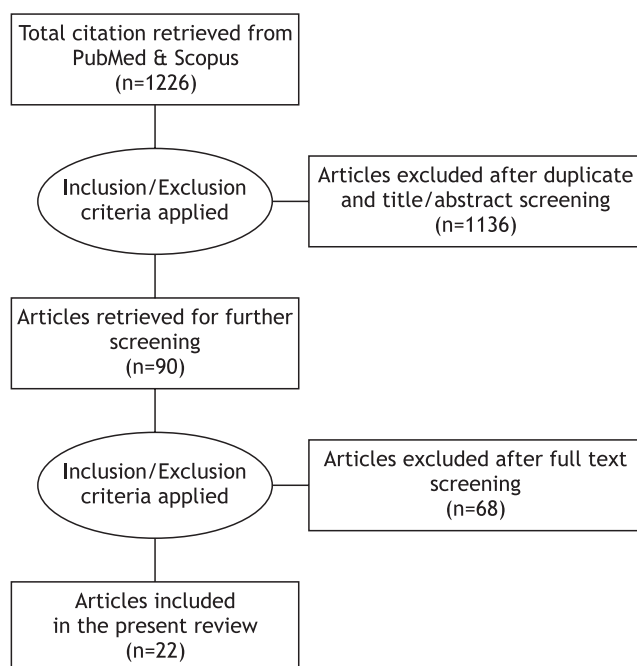 Total citation retrieved from
PubMed & Scopus
(n=1226)
Inclusion/Exclusion
criteria applied
Articles excluded after duplicate
and title/abstract screening
(n=1136)
Articles retrieved for further
screening
(n=90)
Inclusion/Exclusion
criteria applied
Articles excluded after full text
screening
(n=68)
Articles included
in the present review
(n=22)